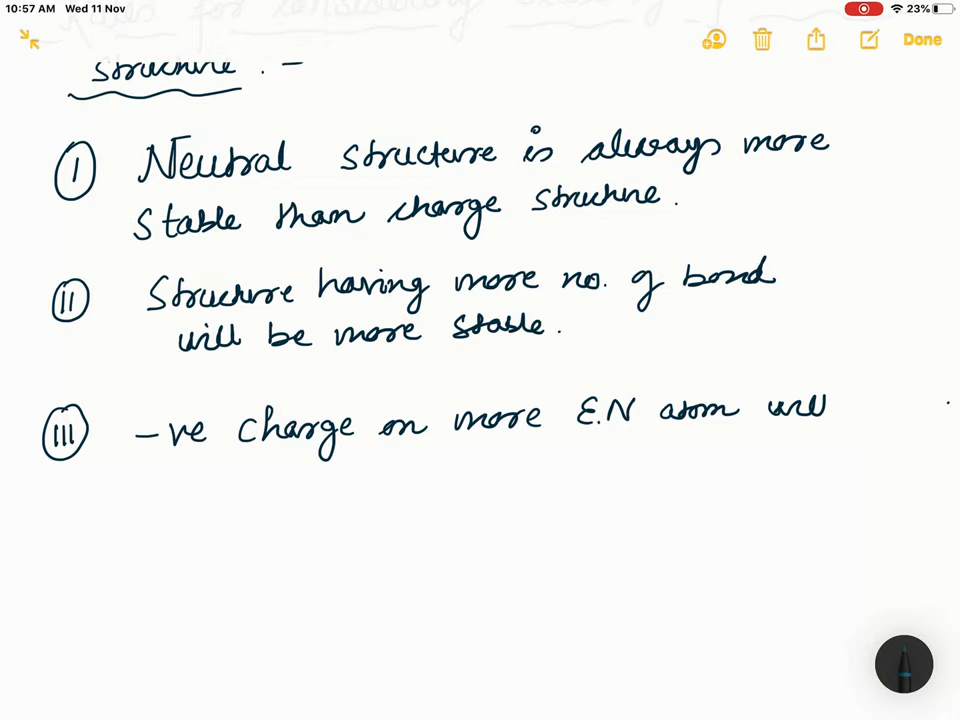 10:57 AM Wed 11 Nov
23%
Done
structure : -
I Neutral structure is always more
stable than charge structure.
II Structure having more no. of bond
will be more stable.
III -ve charge on more E.N atom will